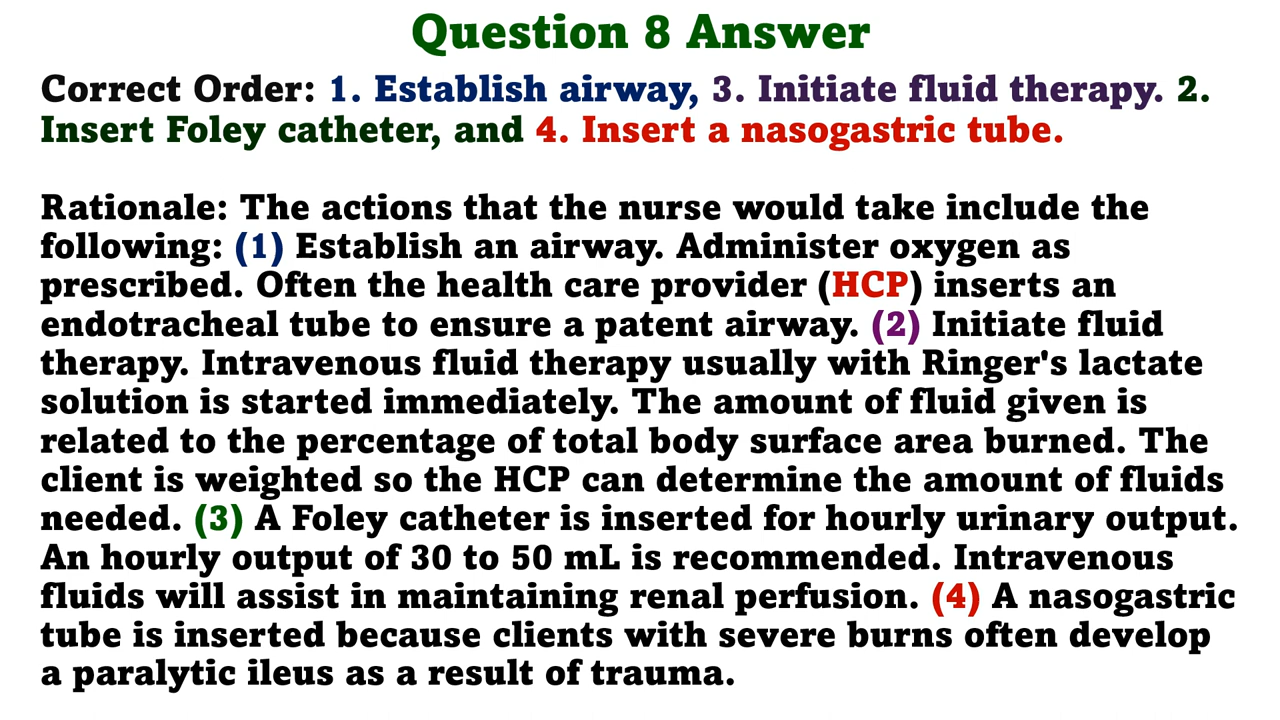 Question 8 Answer
Correct Order: 1. Establish airway, 3. Initiate fluid therapy. 2.
Insert Foley catheter, and 4. Insert a nasogastric tube.
Rationale: The actions that the nurse would take include the
following: (1) Establish an airway. Administer oxygen as
prescribed. Often the health care provider (HCP) inserts an
endotracheal tube to ensure a patent airway. (2) Initiate fluid
therapy. Intravenous fluid therapy usually with Ringer's lactate
solution is started immediately. The amount of fluid given is
related to the percentage of total body surface area burned. The
client is weighted so the HCP can determine the amount of fluids
needed. (3) A Foley catheter is inserted for hourly urinary output.
An hourly output of 30 to 50 mL is recommended. Intravenous
fluids will assist in maintaining renal perfusion. (4) A nasogastric
tube is inserted because clients with severe burns often develop
a paralytic ileus as a result of trauma.